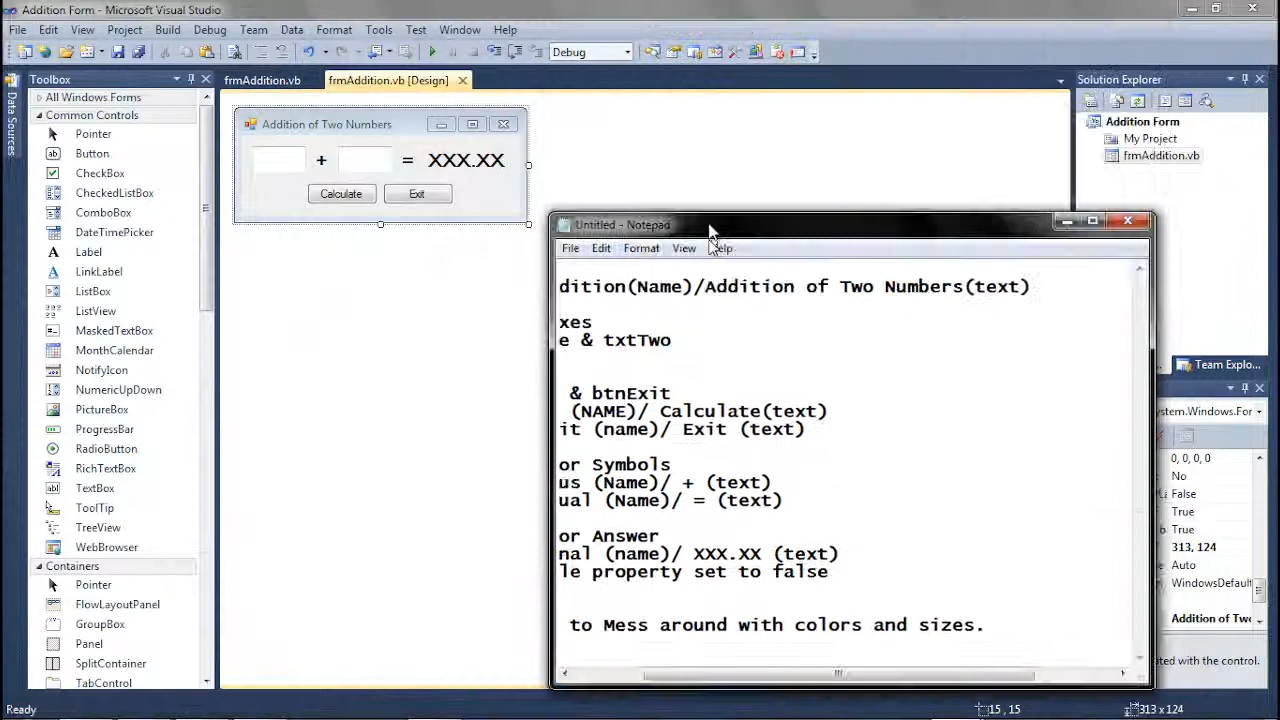 Addition Form - Microsoft Visual Studio
File Edit View Project Build Debug Team Format Tools Test Window Help
Debug
Data Sources
Toolbox
All Windows Forms
Common Controls
Pointer
Button
CheckBox
CheckedListBox
ComboBox
DateTimePicker
Label
LinkLabel
ListBox
ListView
MaskedTextBox
MonthCalendar
NotifyIcon
NumericUpDown
PictureBox
ProgressBar
RadioButton
RichTextBox
TextBox
ToolTip
TreeView
WebBrowser
Containers
Pointer
FlowLayoutPanel
GroupBox
Panel
SplitContainer
TabControl
frmAddition.vb frmAddition.vb [Design]
Addition of Two Numbers
+ = XXX.XX
Calculate Exit
Untitled - Notepad
File Edit Format View Help
dition(Name)/Addition of Two Numbers(text)
xes
e & txtTwo
& btnExit
(NAME)/ Calculate(text)
it (name)/ Exit (text)
or Symbols
us (Name)/ + (text)
ual (Name)/ = (text)
or Answer
nal (name)/ XXX.XX (text)
le property set to false
to Mess around with colors and sizes.
Solution Explorer
Addition Form
My Project
frmAddition.vb
Team Explo...
ystem.Windows.For
0, 0, 0, 0
No
False
True
True
313, 124
Auto
WindowsDefault
Addition of Tw
ted with the control.
Ready
15 , 15
313 x 124